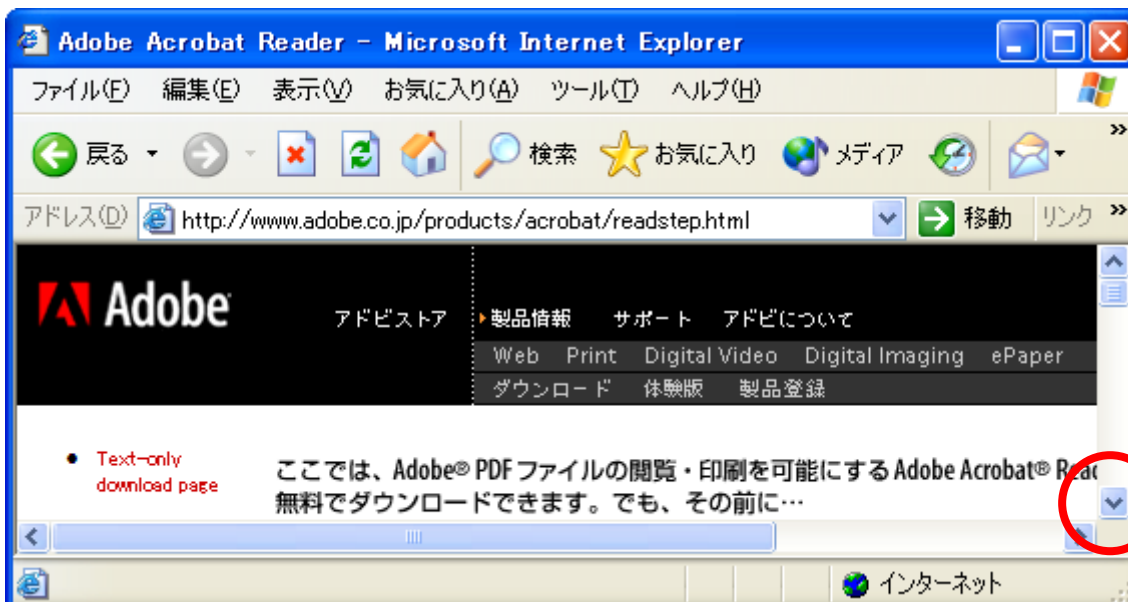 Adobe Acrobat Reader - Microsoft Internet Explorer
ファイル(F) 編集(E) 表示(V) お気に入り(A) ツール(T) ヘルプ(H)
戻る 検索 お気に入り メディア »
アドレス(D) http://www.adobe.co.jp/products/acrobat/readstep.html 移動 リンク »
Adobe
アドビストア 製品情報 サポート アドビについて
Web Print Digital Video Digital Imaging ePaper
ダウンロード 体験版 製品登録
• Text-only
download page
ここでは、Adobe® PDF ファイルの閲覧・印刷を可能にする Adobe Acrobat®
無料でダウンロードできます。でも、その前に…
インターネット